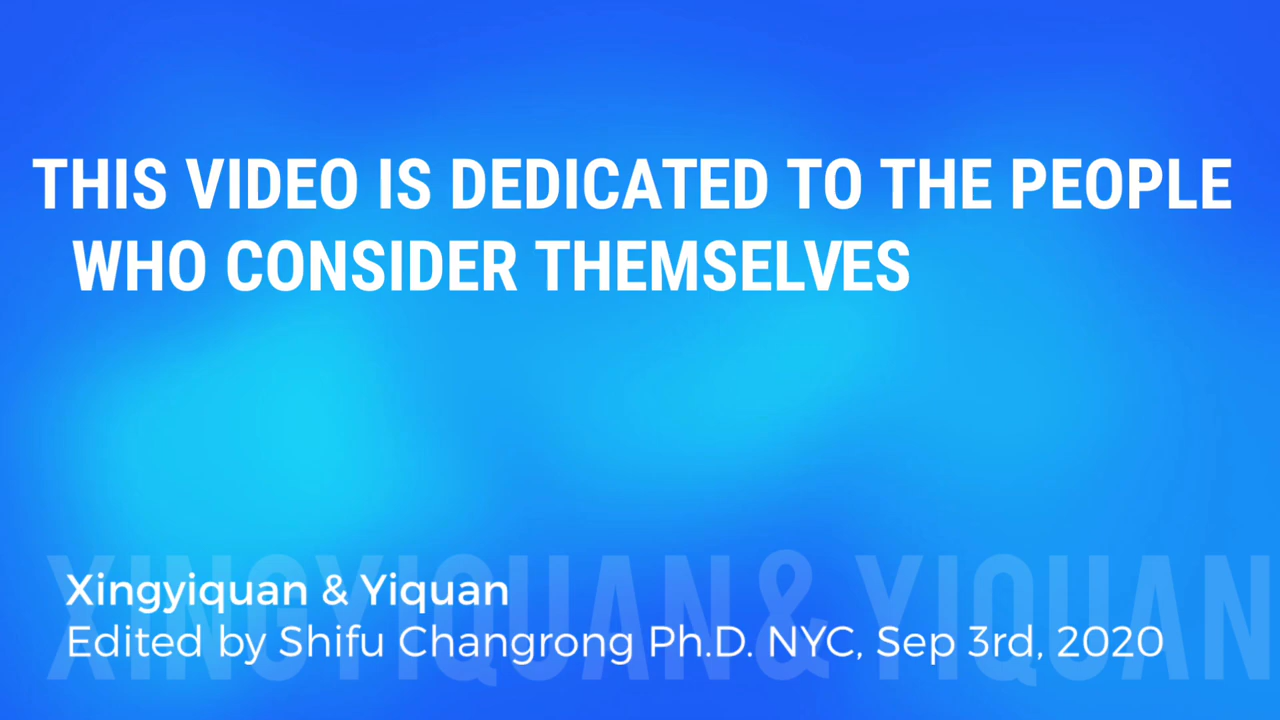 THIS VIDEO IS DEDICATED TO THE PEOPLE
WHO CONSIDER THEMSELVES
XINGYIQUAN & YIQUAN
Xingyiquan & Yiquan
Edited by Shifu Changrong Ph.D. NYC, Sep 3rd, 2020